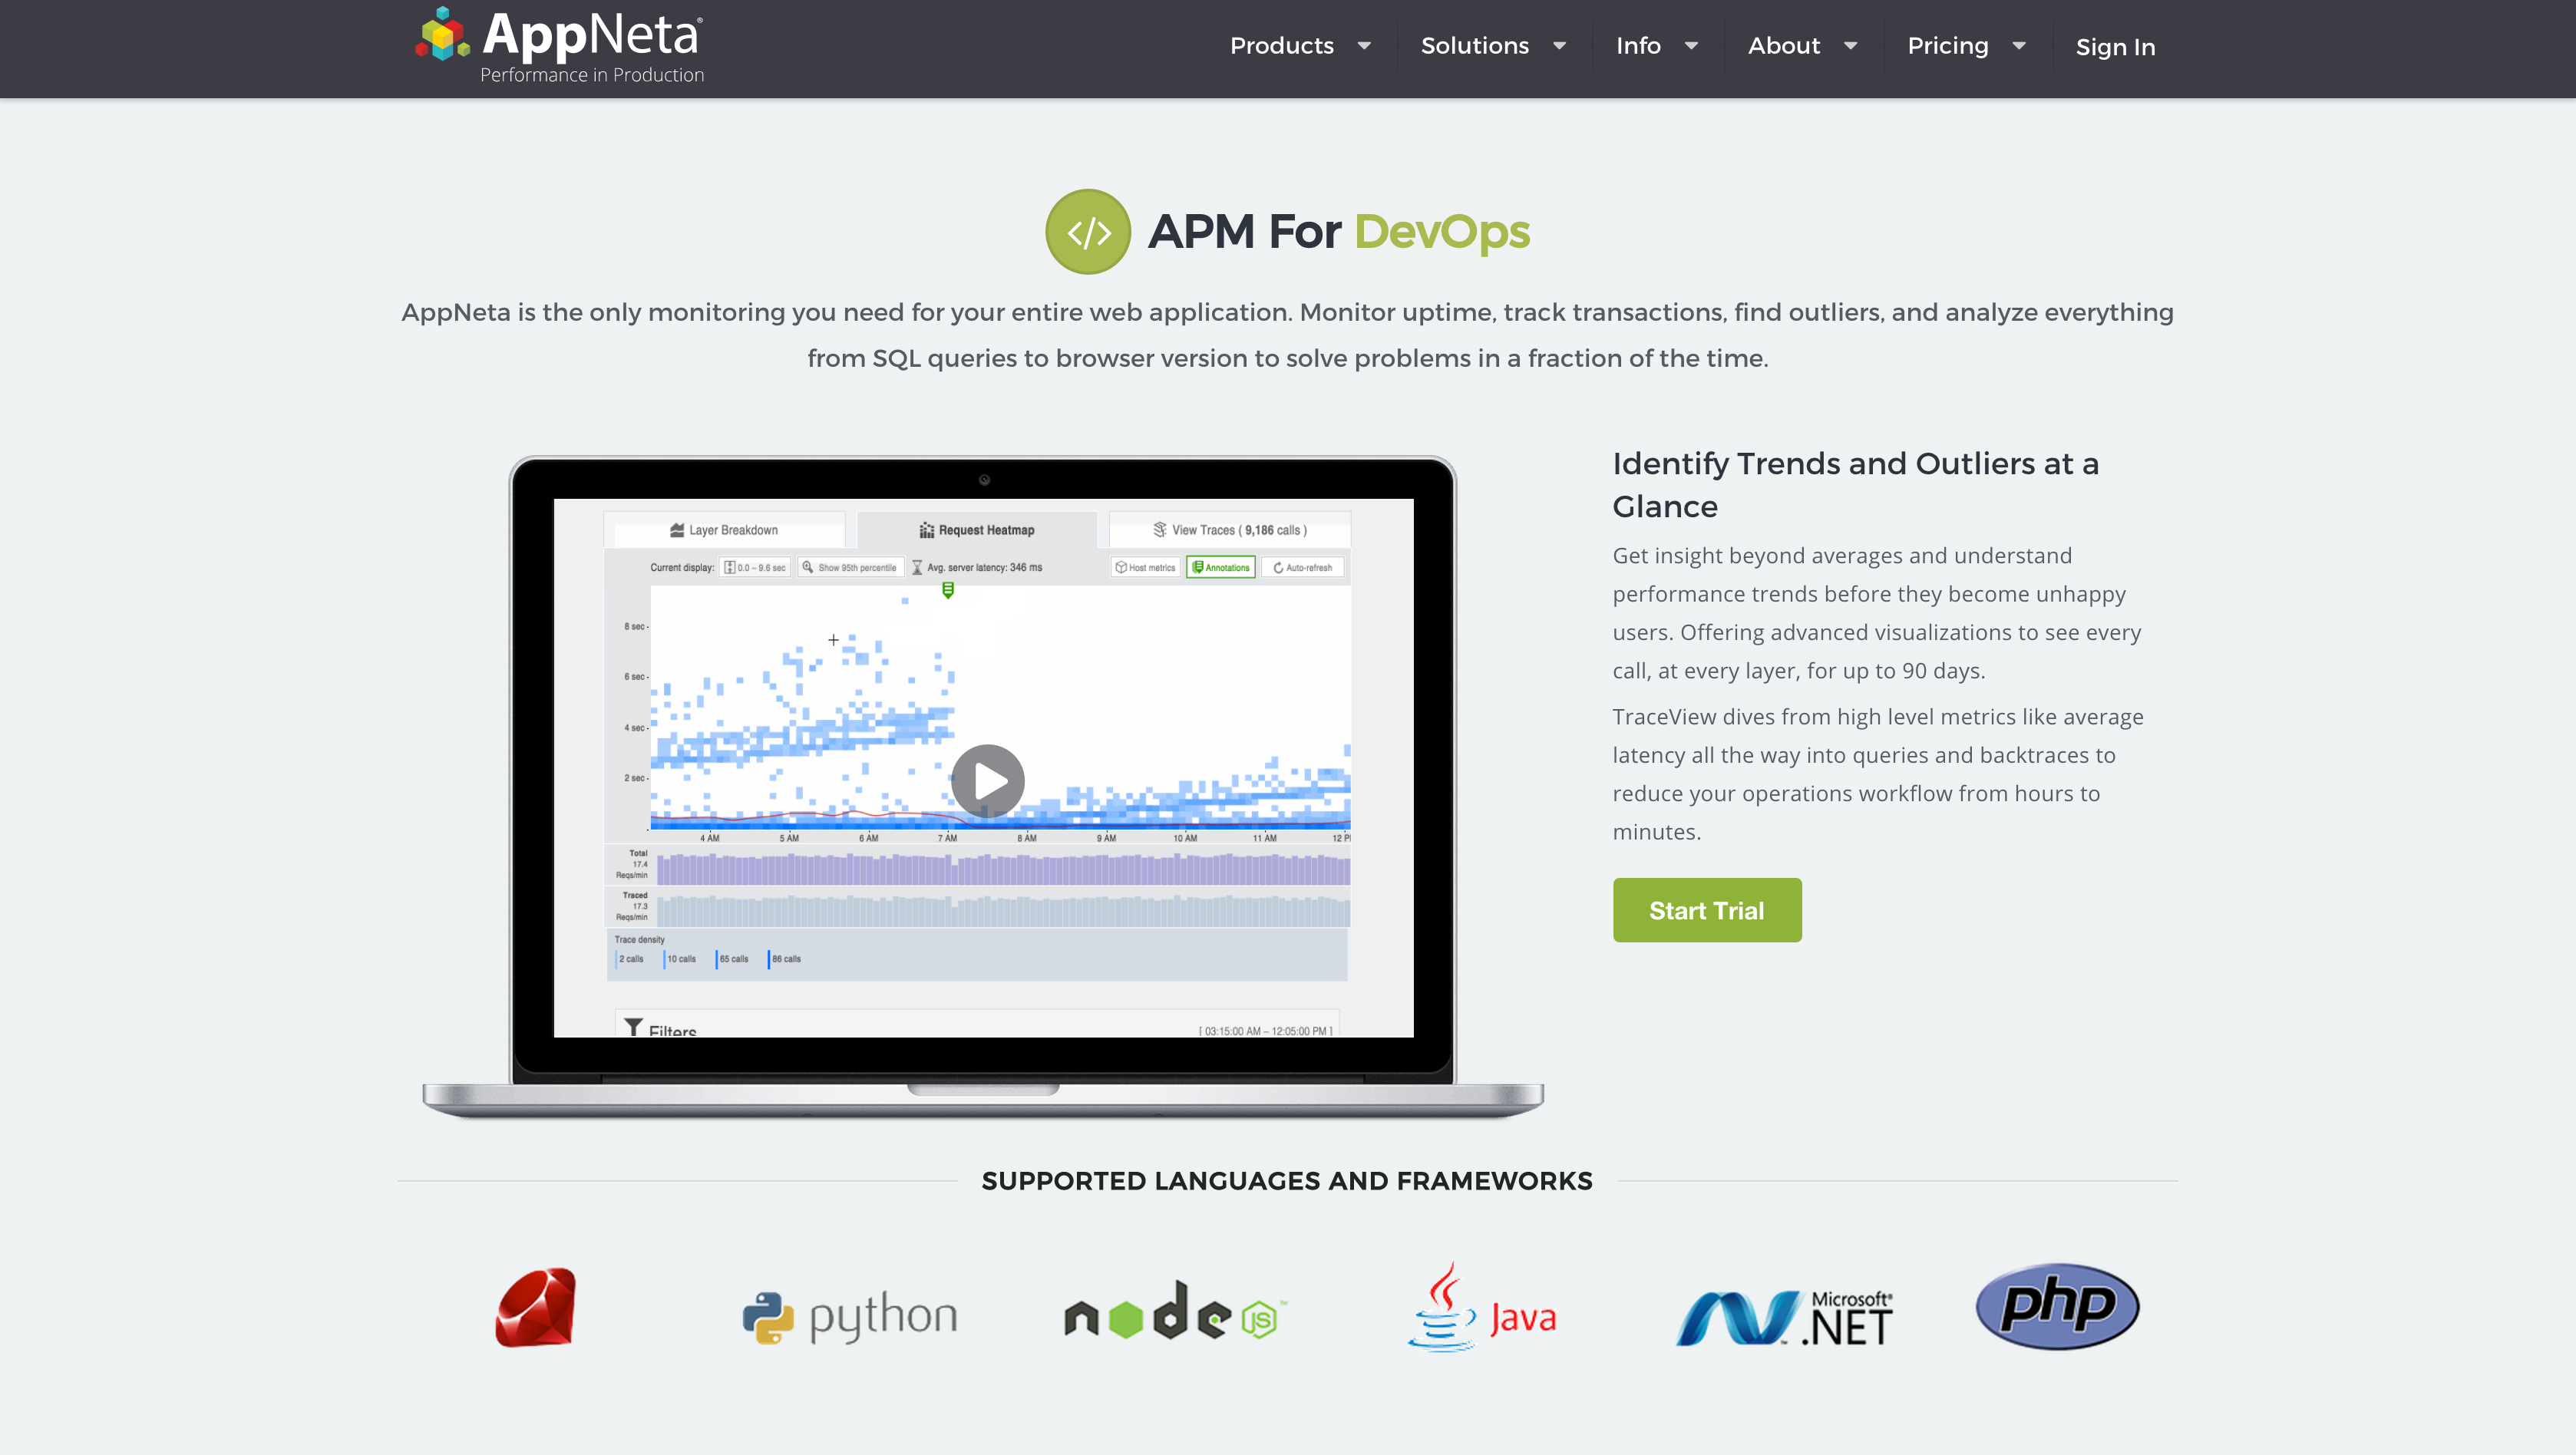 AppNeta®
Performance in Production
Products
Solutions
Info
About
Pricing
Sign In
</> APM For DevOps
AppNeta is the only monitoring you need for your entire web application. Monitor uptime, track transactions, find outliers, and analyze everything
from SQL queries to browser version to solve problems in a fraction of the time.
Layer Breakdown
Request Heatmap
View Traces ( 9,186 calls )
Current display:
0.0 – 9.6 sec
Show 95th percentile
Avg. server latency: 346 ms
Host metrics
Annotations
Auto-refresh
8 sec
6 sec
4 sec
2 sec
4 AM
5 AM
6 AM
7 AM
8 AM
9 AM
10 AM
11 AM
12 P
Total
17.4
Reqs/min
Traced
17.3
Reqs/min
Trace density
2 calls
10 calls
65 calls
86 calls
Filters
[ 03:15:00 AM – 12:05:00 PM ]
Identify Trends and Outliers at a
Glance
Get insight beyond averages and understand
performance trends before they become unhappy
users. Offering advanced visualizations to see every
call, at every layer, for up to 90 days.
TraceView dives from high level metrics like average
latency all the way into queries and backtraces to
reduce your operations workflow from hours to
minutes.
Start Trial
SUPPORTED LANGUAGES AND FRAMEWORKS
python
node JS™
Java
Microsoft®
.NET™
php